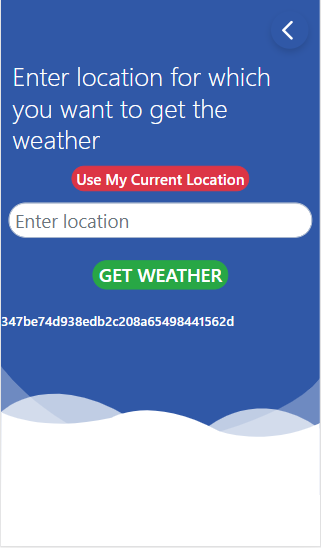 Enter location for which
you want to get the
weather
Use My Current Location
Enter location
GET WEATHER
347be74d938edb2c208a65498441562d